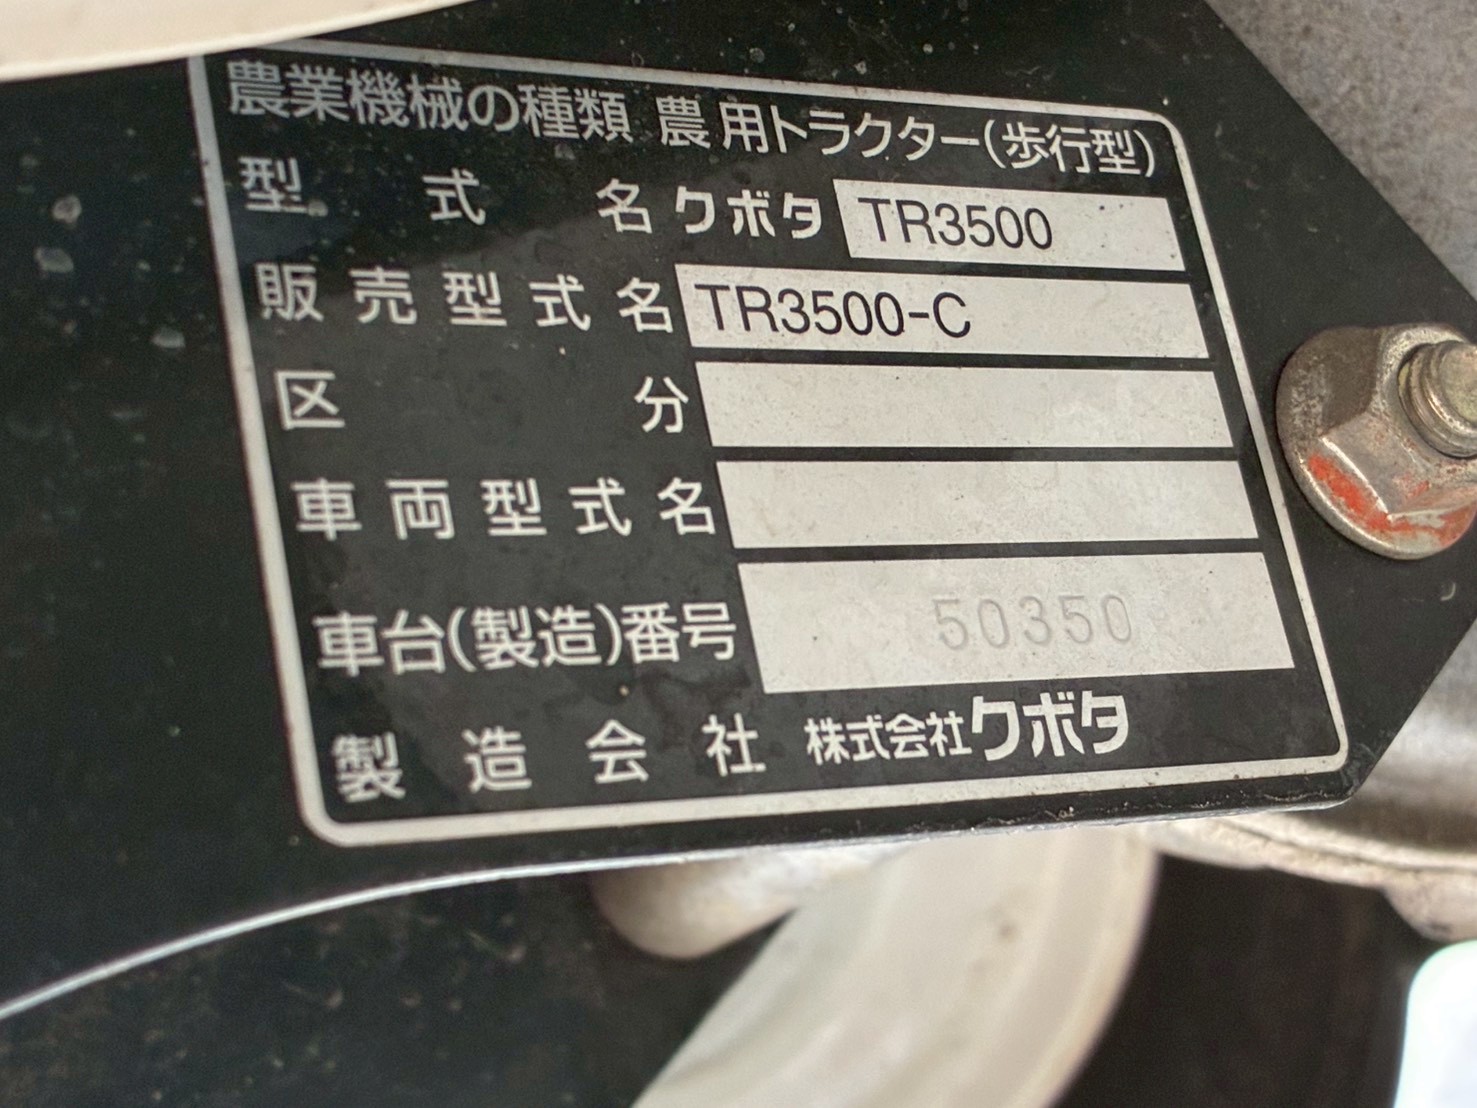 農業機械の種類 農用トラクター(歩行型)
型式名 クボタ TR3500
販売型式名 TR3500-C
区分
車両型式名
車台(製造)番号 50350
製造会社 株式会社クボタ